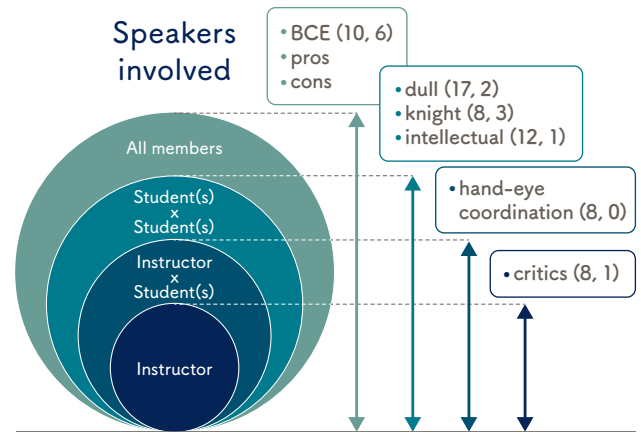 Speakers
involved
• BCE (10, 6)
• pros
• cons
• dull (17, 2)
• knight (8, 3)
• intellectual (12, 1)
• hand-eye
coordination (8, 0)
• critics (8, 1)
All members
Student(s)
x
Student(s)
Instructor
x
Student(s)
Instructor